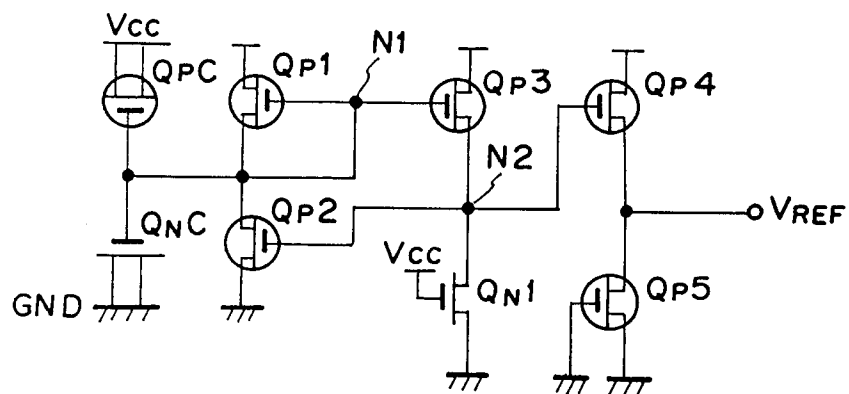 Vcc
QPC
QP1
N1
QP3
QP4
N2
QNC
QP2
Vcc
QN1
VREF
QP5
GND